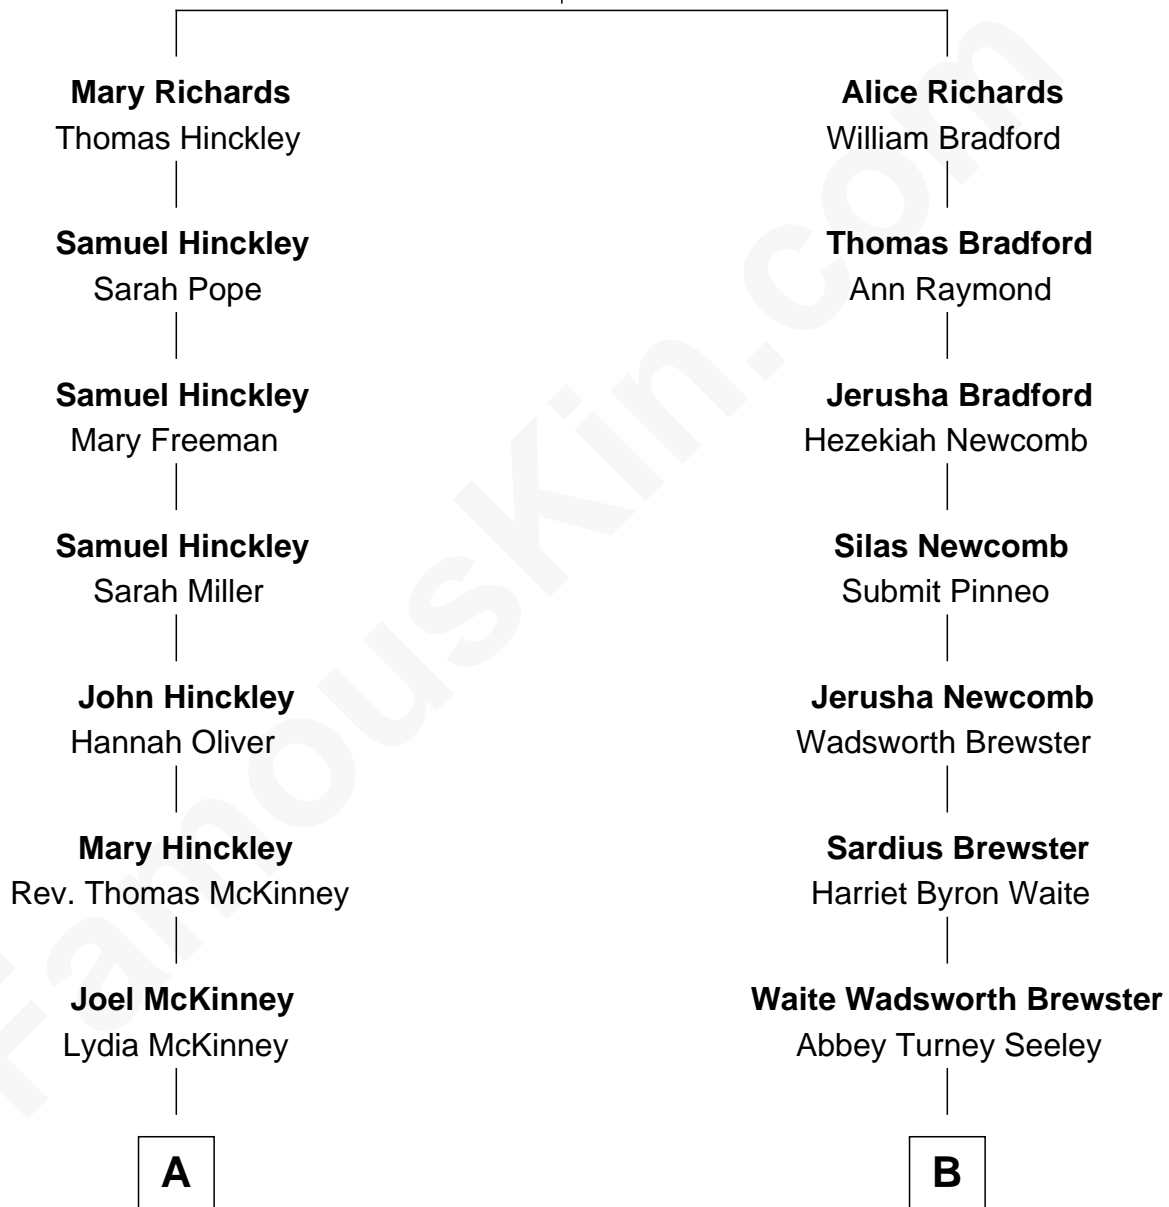 Mary Richards
Thomas Hinckley
Alice Richards
William Bradford
Samuel Hinckley
Sarah Pope
Thomas Bradford
Ann Raymond
Samuel Hinckley
Mary Freeman
Jerusha Bradford
Hezekiah Newcomb
Samuel Hinckley
Sarah Miller
Silas Newcomb
Submit Pinneo
John Hinckley
Hannah Oliver
Jerusha Newcomb
Wadsworth Brewster
Mary Hinckley
Rev. Thomas McKinney
Sardius Brewster
Harriet Byron Waite
Joel McKinney
Lydia McKinney
Waite Wadsworth Brewster
Abbey Turney Seeley
A
B
FamousKin.com